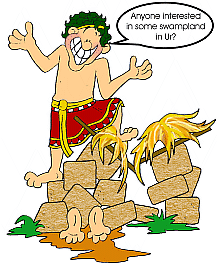 Anyone interested
in some swampland
in Ur?